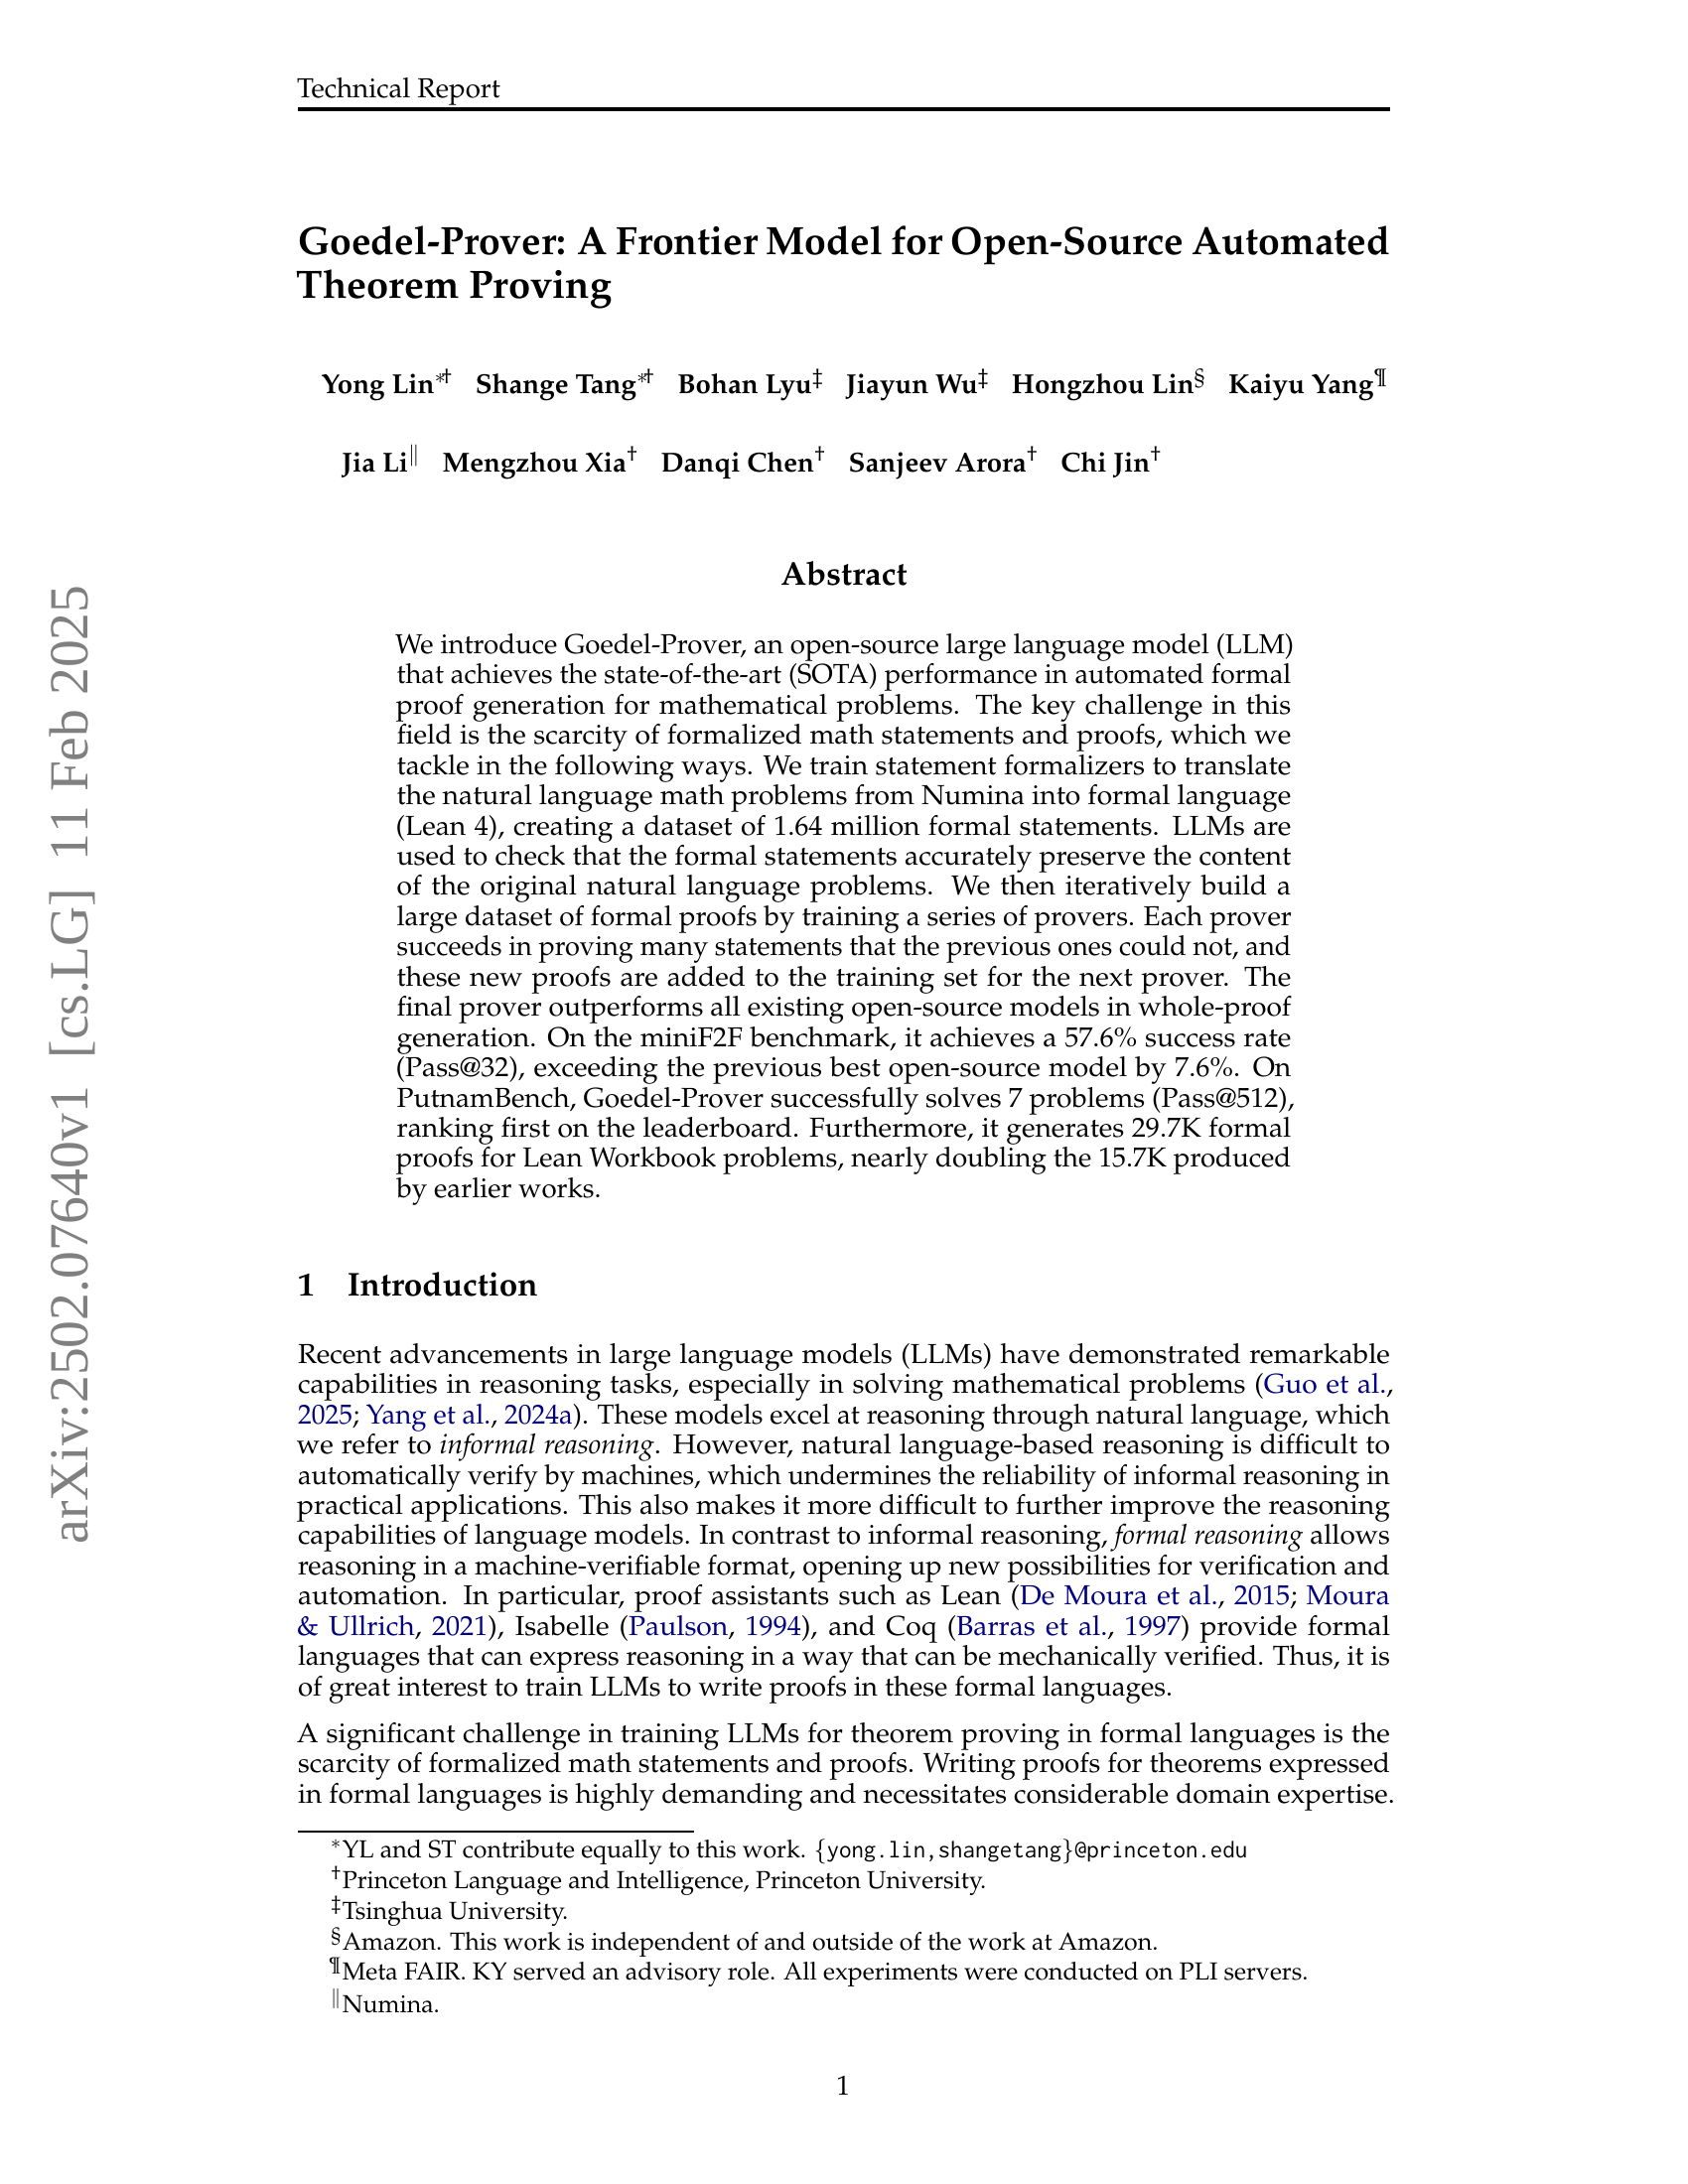 Technical Report
Goedel-Prover: A Frontier Model for Open-Source Automated
Theorem Proving
Yong Lin*† Shange Tang*† Bohan Lyu‡ Jiayun Wu‡ Hongzhou Lin§ Kaiyu Yang¶
Jia Li∥ Mengzhou Xia† Danqi Chen† Sanjeev Arora† Chi Jin†
Abstract
We introduce Goedel-Prover, an open-source large language model (LLM)
that achieves the state-of-the-art (SOTA) performance in automated formal
proof generation for mathematical problems. The key challenge in this
field is the scarcity of formalized math statements and proofs, which we
tackle in the following ways. We train statement formalizers to translate
the natural language math problems from Numina into formal language
(Lean 4), creating a dataset of 1.64 million formal statements. LLMs are
used to check that the formal statements accurately preserve the content
of the original natural language problems. We then iteratively build a
large dataset of formal proofs by training a series of provers. Each prover
succeeds in proving many statements that the previous ones could not, and
these new proofs are added to the training set for the next prover. The
final prover outperforms all existing open-source models in whole-proof
generation. On the miniF2F benchmark, it achieves a 57.6% success rate
(Pass@32), exceeding the previous best open-source model by 7.6%. On
PutnamBench, Goedel-Prover successfully solves 7 problems (Pass@512),
ranking first on the leaderboard. Furthermore, it generates 29.7K formal
proofs for Lean Workbook problems, nearly doubling the 15.7K produced
by earlier works.
1 Introduction
Recent advancements in large language models (LLMs) have demonstrated remarkable
capabilities in reasoning tasks, especially in solving mathematical problems (Guo et al.,
2025; Yang et al., 2024a). These models excel at reasoning through natural language, which
we refer to informal reasoning. However, natural language-based reasoning is difficult to
automatically verify by machines, which undermines the reliability of informal reasoning in
practical applications. This also makes it more difficult to further improve the reasoning
capabilities of language models. In contrast to informal reasoning, formal reasoning allows
reasoning in a machine-verifiable format, opening up new possibilities for verification and
automation. In particular, proof assistants such as Lean (De Moura et al., 2015; Moura
& Ullrich, 2021), Isabelle (Paulson, 1994), and Coq (Barras et al., 1997) provide formal
languages that can express reasoning in a way that can be mechanically verified. Thus, it is
of great interest to train LLMs to write proofs in these formal languages.
A significant challenge in training LLMs for theorem proving in formal languages is the
scarcity of formalized math statements and proofs. Writing proofs for theorems expressed
in formal languages is highly demanding and necessitates considerable domain expertise.
*YL and ST contribute equally to this work. {yong.lin,shangetang}@princeton.edu
†Princeton Language and Intelligence, Princeton University.
‡Tsinghua University.
§Amazon. This work is independent of and outside of the work at Amazon.
¶Meta FAIR. KY served an advisory role. All experiments were conducted on PLI servers.
∥Numina.
1
arXiv:2502.07640v1 [cs.LG] 11 Feb 2025